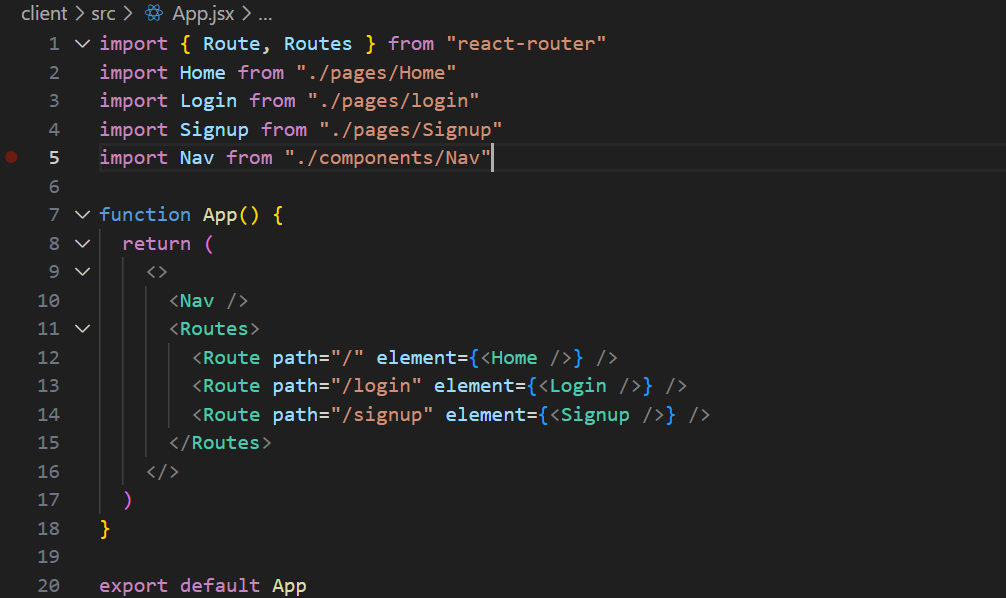 client > src > App.jsx > ...
1 import { Route, Routes } from "react-router"
2 import Home from "./pages/Home"
3 import Login from "./pages/login"
4 import Signup from "./pages/Signup"
5 import Nav from "./components/Nav"
6
7 function App() {
8   return (
9     <>
10       <Nav />
11       <Routes>
12         <Route path="/" element={<Home />} />
13         <Route path="/login" element={<Login />} />
14         <Route path="/signup" element={<Signup />} />
15       </Routes>
16     </>
17   )
18 }
19
20 export default App